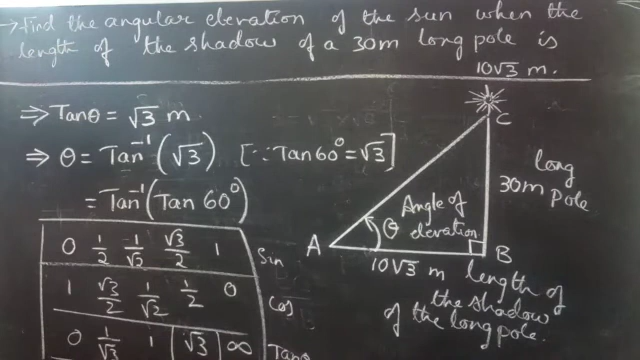 → find the angular elevation of the sun when the
length of the shadow of a 30m long pole is
10√3 m.
⇒ Tanθ = √3 m
⇒ θ = Tan⁻¹(√3) [∵ Tan60° = √3]
= Tan⁻¹(Tan 60°)
0 1/2 1/√2 √3/2 1 Sin
1 √3/2 1/√2 1/2 0 Cos
0 1/√3 1 √3 ∞ Tanθ
C
long
30m pole
Angle of
θ elevation
A
B
10√3 m length of
the shadow
of the long pole.